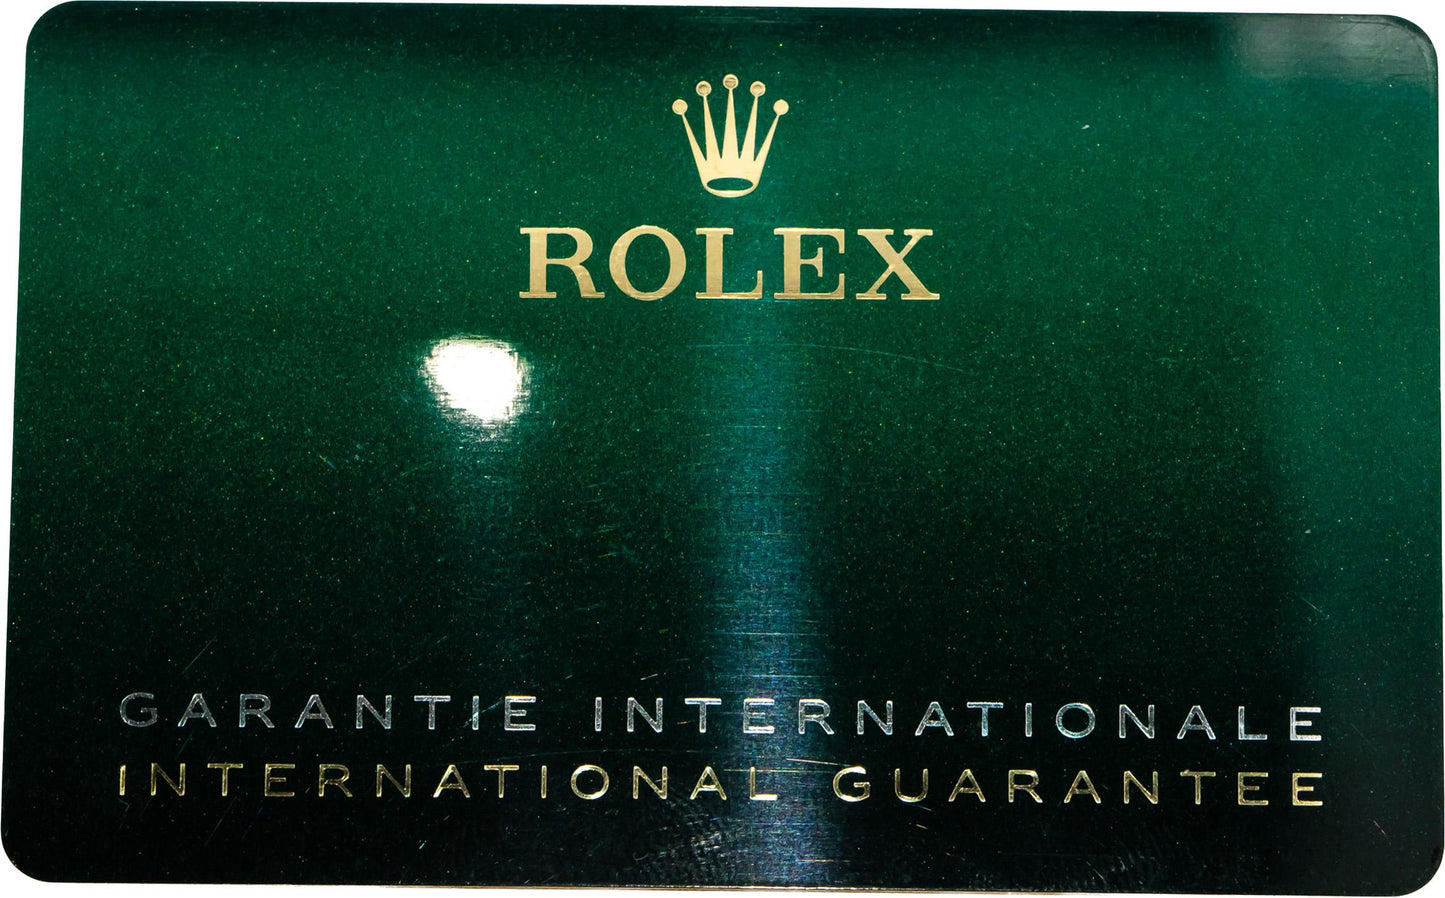 ROLEX
GARANTIE INTERNATIONALE
INTERNATIONAL GUARANTEE